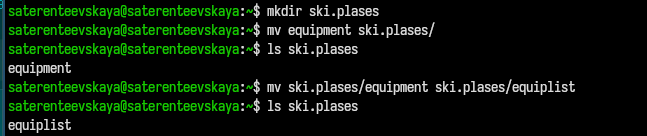 saterenteevskaya@saterenteevskaya:~$ mkdir ski.plases
saterenteevskaya@saterenteevskaya:~$ mv equipment ski.plases/
saterenteevskaya@saterenteevskaya:~$ ls ski.plases
equipment
saterenteevskaya@saterenteevskaya:~$ mv ski.plases/equipment ski.plases/equiplist
saterenteevskaya@saterenteevskaya:~$ ls ski.plases
equiplist